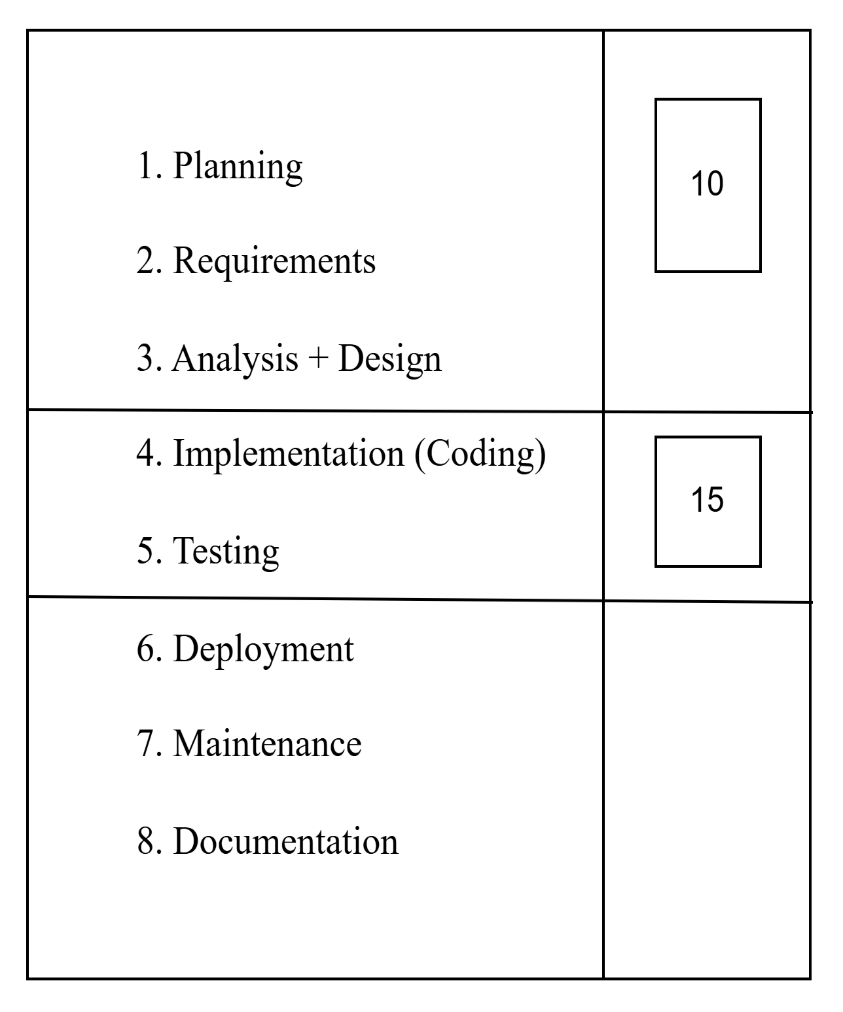 1. Planning
10
2. Requirements
3. Analysis + Design
4. Implementation (Coding)
15
5. Testing
6. Deployment
7. Maintenance
8. Documentation